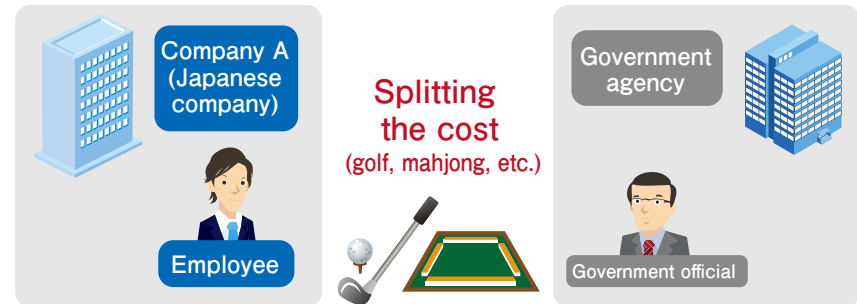 Company A
(Japanese
company)
Employee
Splitting
the cost
(golf, mahjong, etc.)
Government
agency
Government official